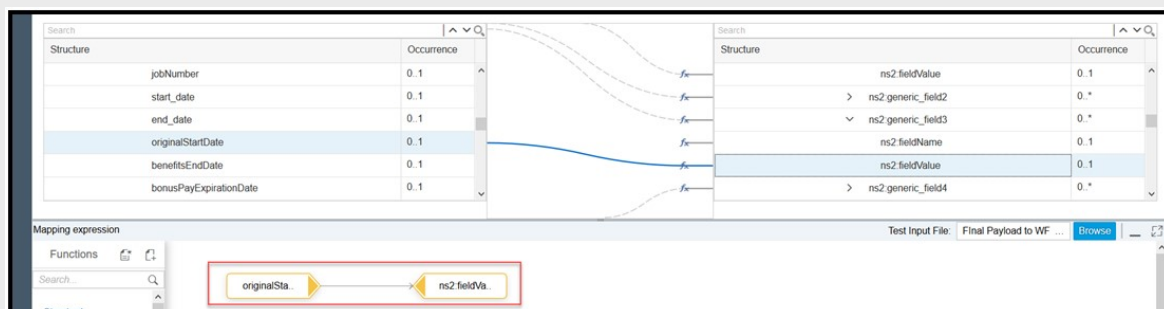 Search
Search
Structure Occurrence
Structure Occurrence
jobNumber 0..1
ns2:fieldValue 0..1
start_date 0..1
ns2:generic_field2 0..*
end_date 0..1
ns2:generic_field3 0..*
originalStartDate 0..1
ns2:fieldName 0..1
benefitsEndDate 0..1
ns2:fieldValue 0..1
bonusPayExpirationDate 0..1
ns2:generic_field4 0..*
Mapping expression
Test Input File: FInal Payload to WF ... Browse
Functions
Search...
originalSta..
ns2:fieldVa..